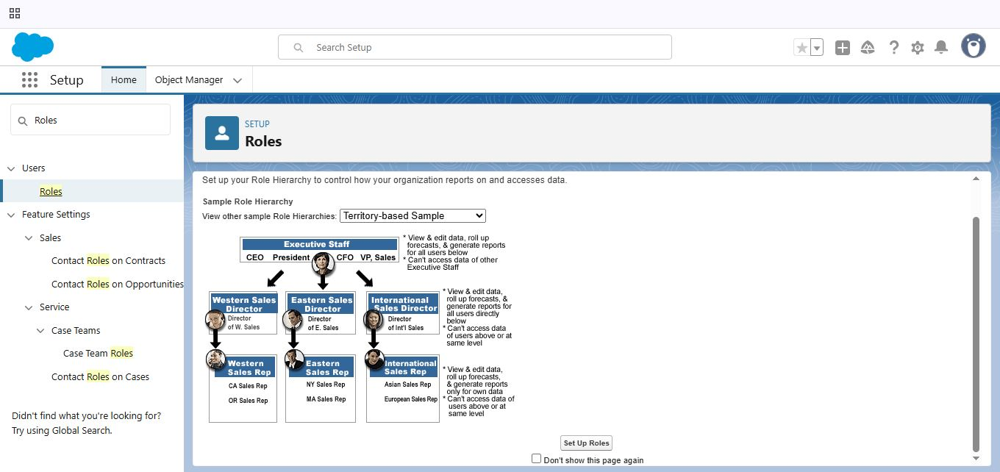 Search Setup
Setup
Home
Object Manager
Roles
Users
Roles
Feature Settings
Sales
Contact Roles on Contracts
Contact Roles on Opportunities
Service
Case Teams
Case Team Roles
Contact Roles on Cases
Didn't find what you're looking for?
Try using Global Search.
SETUP
Roles
Set up your Role Hierarchy to control how your organization reports on and accesses data.
Sample Role Hierarchy
View other sample Role Hierarchies: Territory-based Sample
Executive Staff
CEO President CFO VP, Sales
* View & edit data, roll up
forecasts, & generate reports
for all users below
* Can't access data of other
Executive Staff
Western Sales
Director
Director
of W. Sales
Eastern Sales
Director
Director
of E. Sales
International
Sales Director
Director
of Int'l Sales
* View & edit data,
roll up forecasts, &
generate reports for
all users directly
below
* Can't access data
of users above or at
same level
Western
Sales Rep
CA Sales Rep
OR Sales Rep
Eastern
Sales Rep
NY Sales Rep
MA Sales Rep
International
Sales Rep
Asian Sales Rep
European Sales Rep
* View & edit data,
roll up forecasts,
& generate reports
only for own data
* Can't access data of
users above or at
same level
Set Up Roles
Don't show this page again